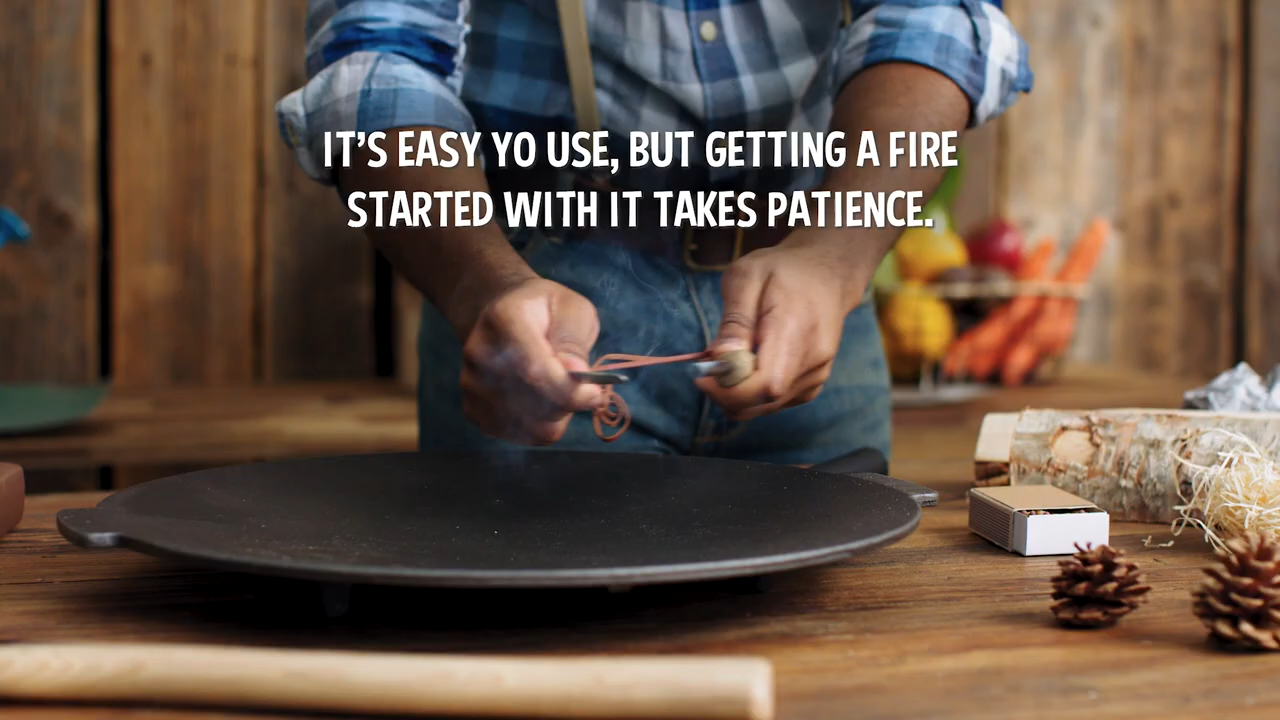 IT'S EASY YO USE, BUT GETTING A FIRE
STARTED WITH IT TAKES PATIENCE.